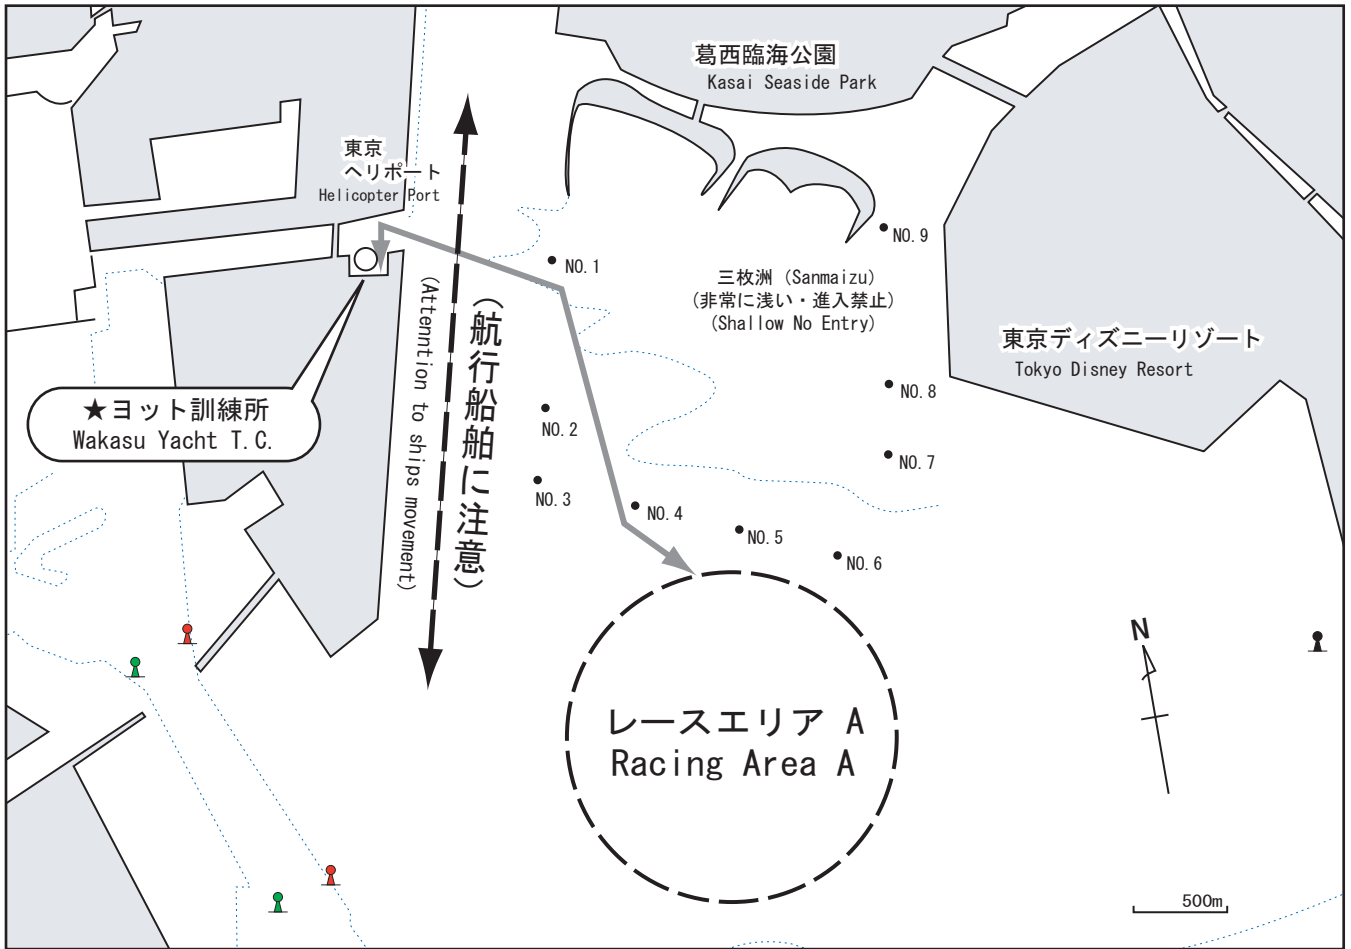 葛西臨海公園
Kasai Seaside Park
東京
ヘリポート
Helicopter Port
NO. 9
NO. 1
三枚洲 (Sanmaizu)
(非常に浅い・進入禁止)
(Shallow No Entry)
(航行船舶に注意)
(Attenntion to ships movement)
東京ディズニーリゾート
Tokyo Disney Resort
NO. 8
★ヨット訓練所
Wakasu Yacht T.C.
NO. 2
NO. 7
NO. 3
NO. 4
NO. 5
NO. 6
N
レースエリア A
Racing Area A
500m